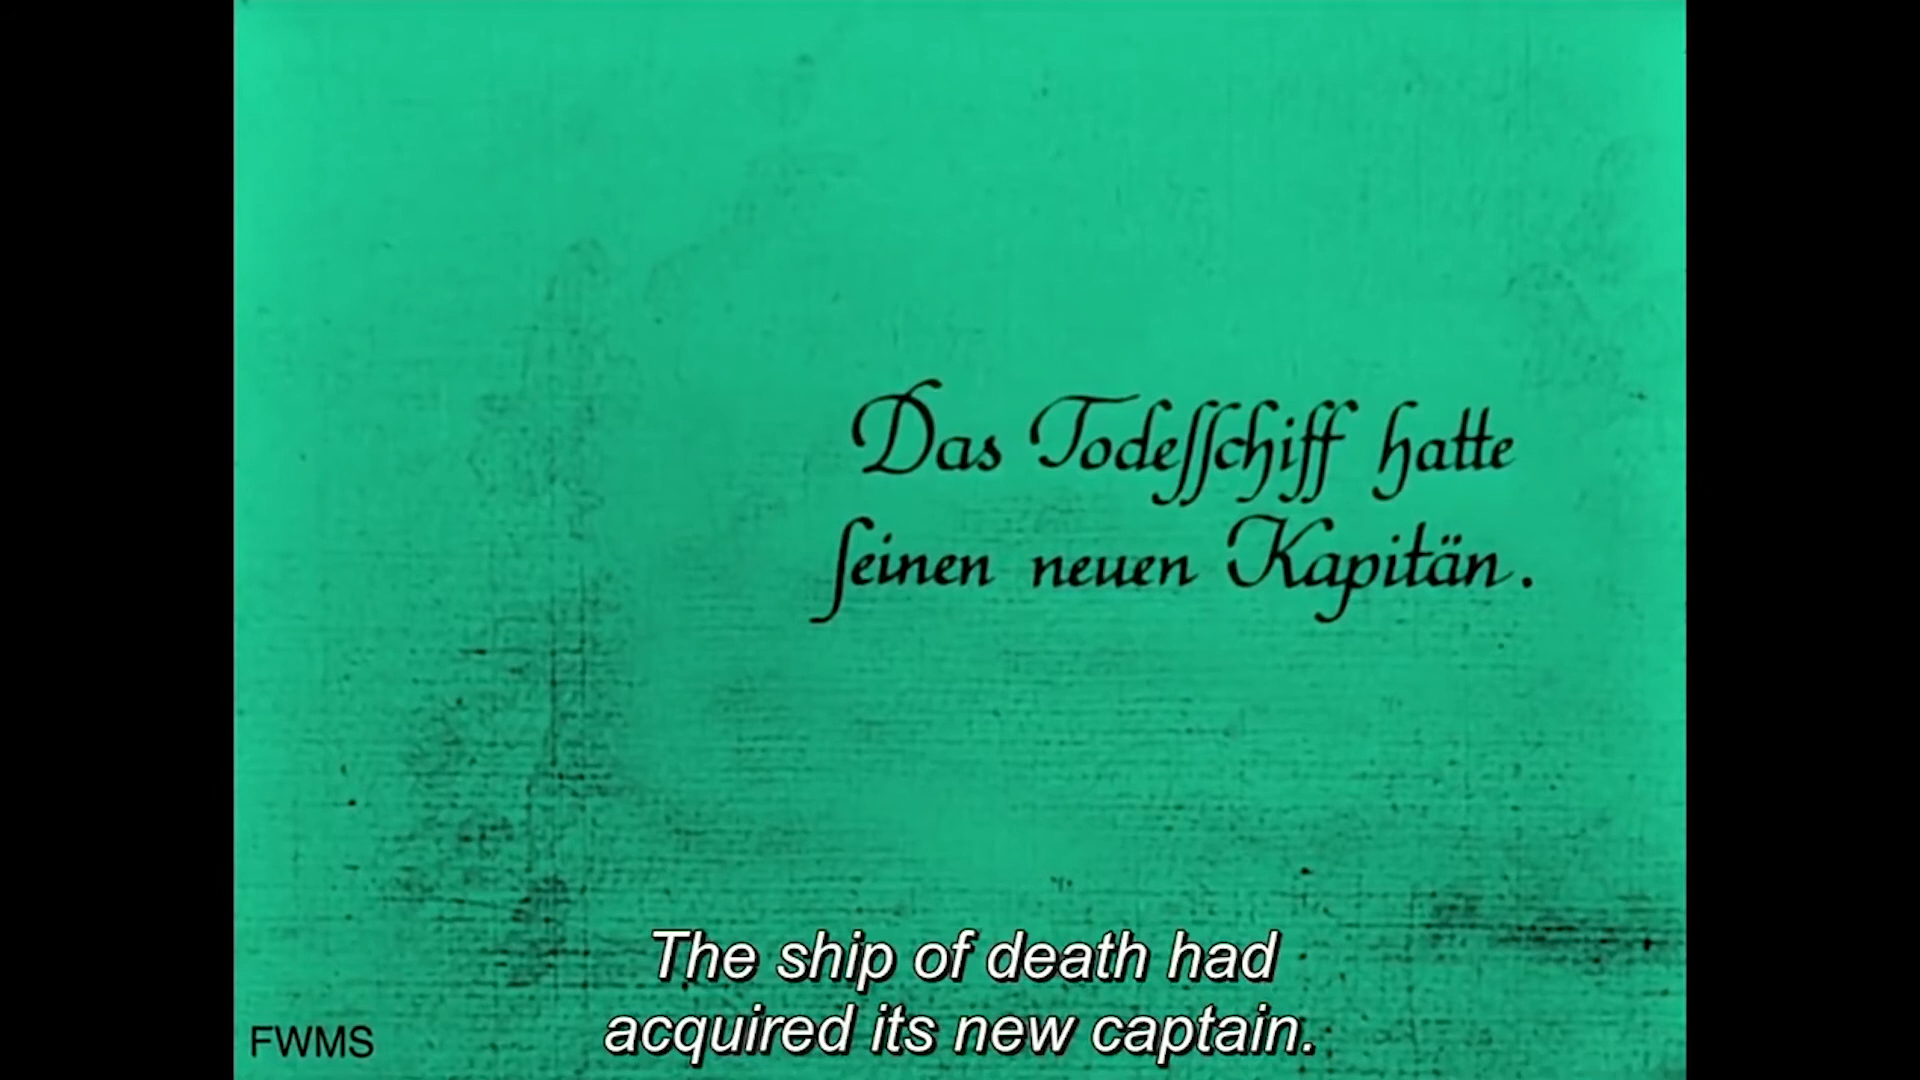 Das Todeſſchiff hatte
ſeinen neuen Kapitän.
The ship of death had
acquired its new captain.
FWMS